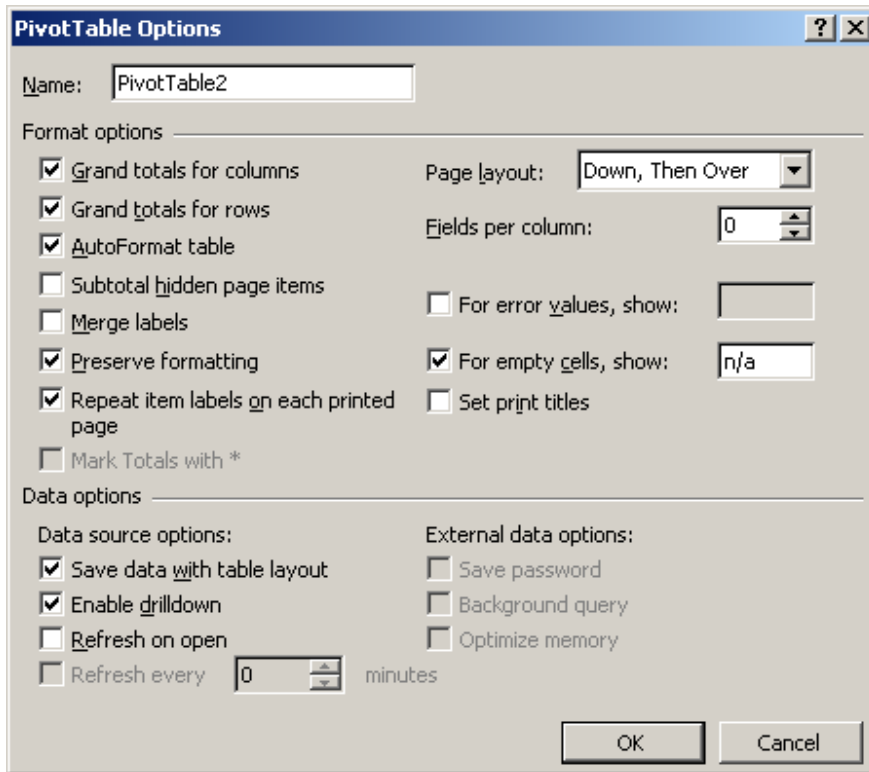 PivotTable Options
Name: PivotTable2
Format options
Grand totals for columns
Page layout: Down, Then Over
Grand totals for rows
Fields per column: 0
AutoFormat table
Subtotal hidden page items
For error values, show:
Merge labels
Preserve formatting
For empty cells, show: n/a
Repeat item labels on each printed
page
Set print titles
Mark Totals with *
Data options
Data source options:
External data options:
Save data with table layout
Save password
Enable drilldown
Background query
Refresh on open
Optimize memory
Refresh every 0 minutes
OK Cancel